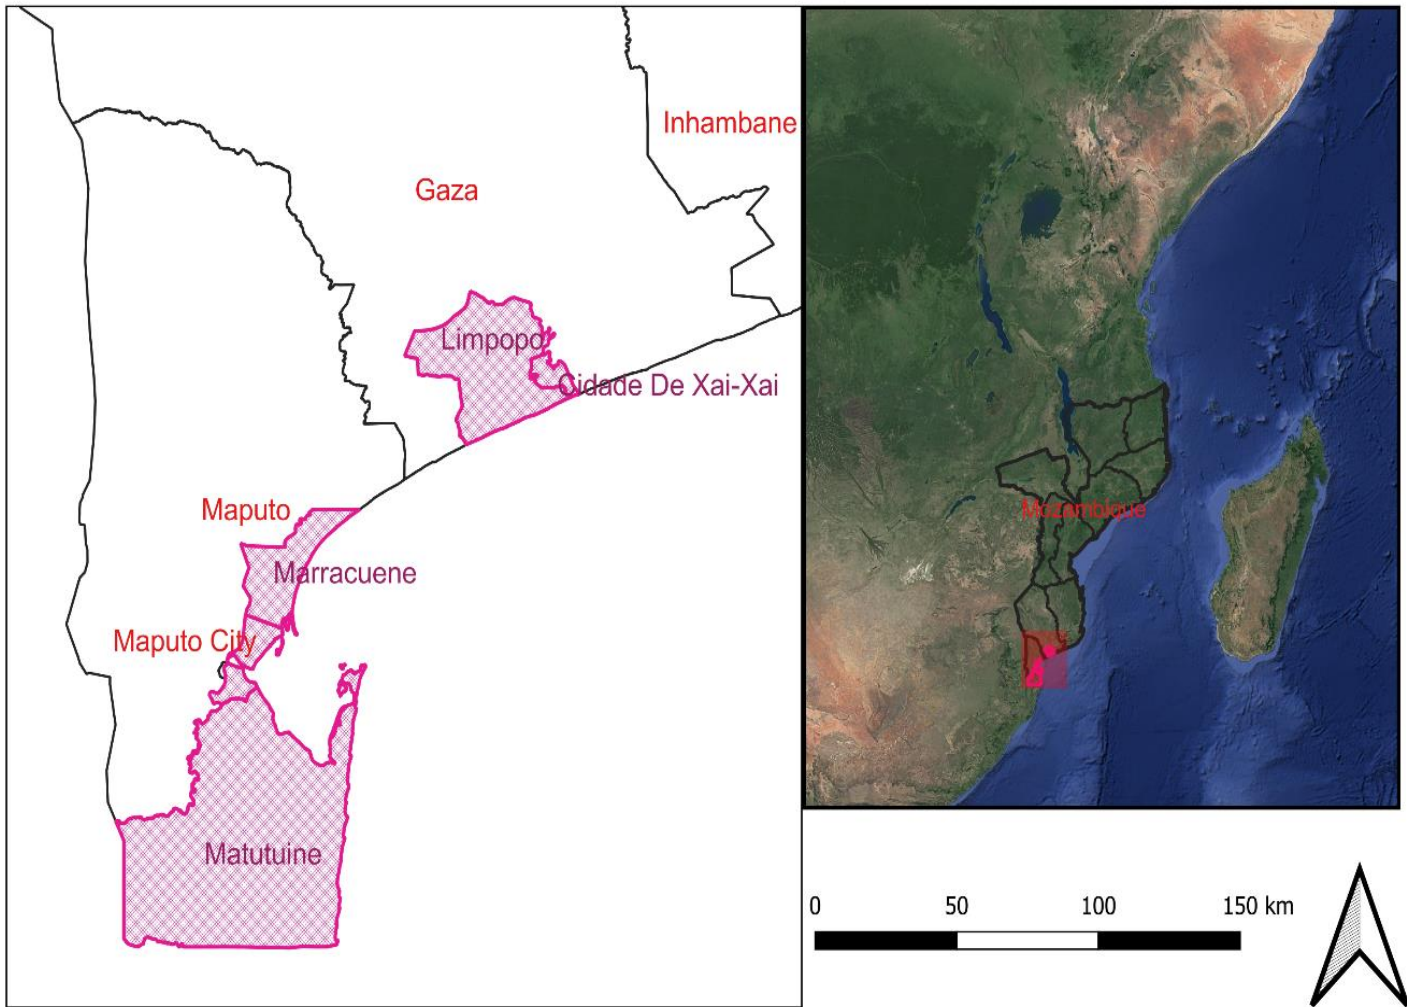 Inhambane
Gaza
Limpopo
Cidade De Xai-Xai
Maputo
Marracuene
Maputo City
Matutuine
Mozambique
0 50 100 150 km